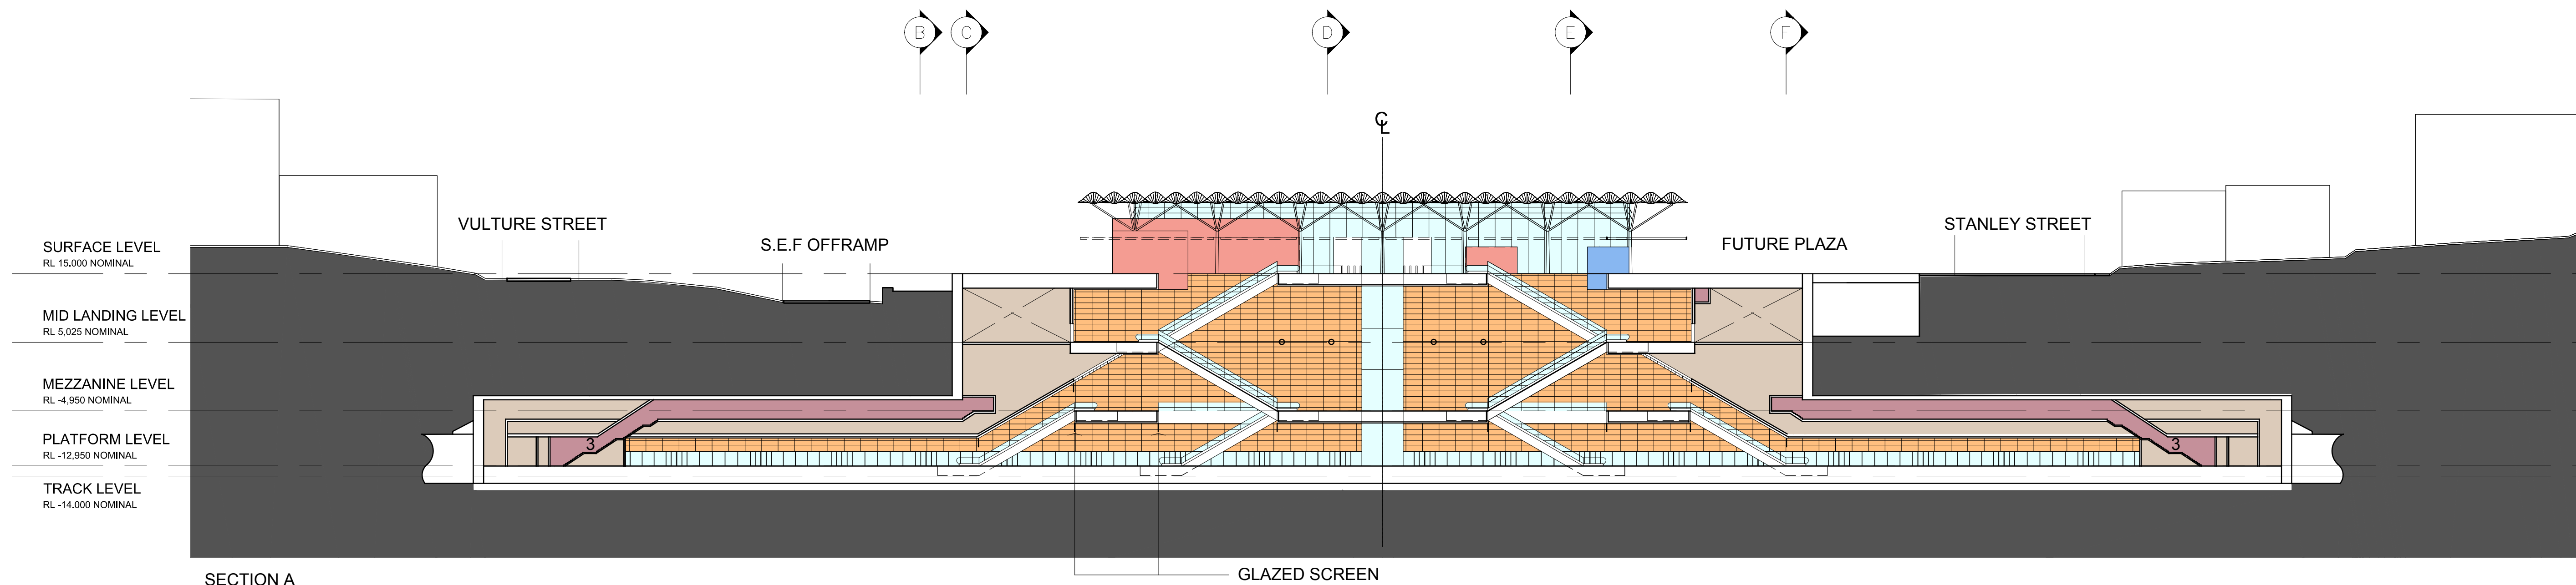 B
C
D
E
F
℄
VULTURE STREET
S.E.F OFFRAMP
FUTURE PLAZA
STANLEY STREET
SURFACE LEVEL
RL 15.000 NOMINAL
MID LANDING LEVEL
RL 5,025 NOMINAL
MEZZANINE LEVEL
RL -4,950 NOMINAL
PLATFORM LEVEL
RL -12,950 NOMINAL
3
3
TRACK LEVEL
RL -14.000 NOMINAL
GLAZED SCREEN
SECTION A